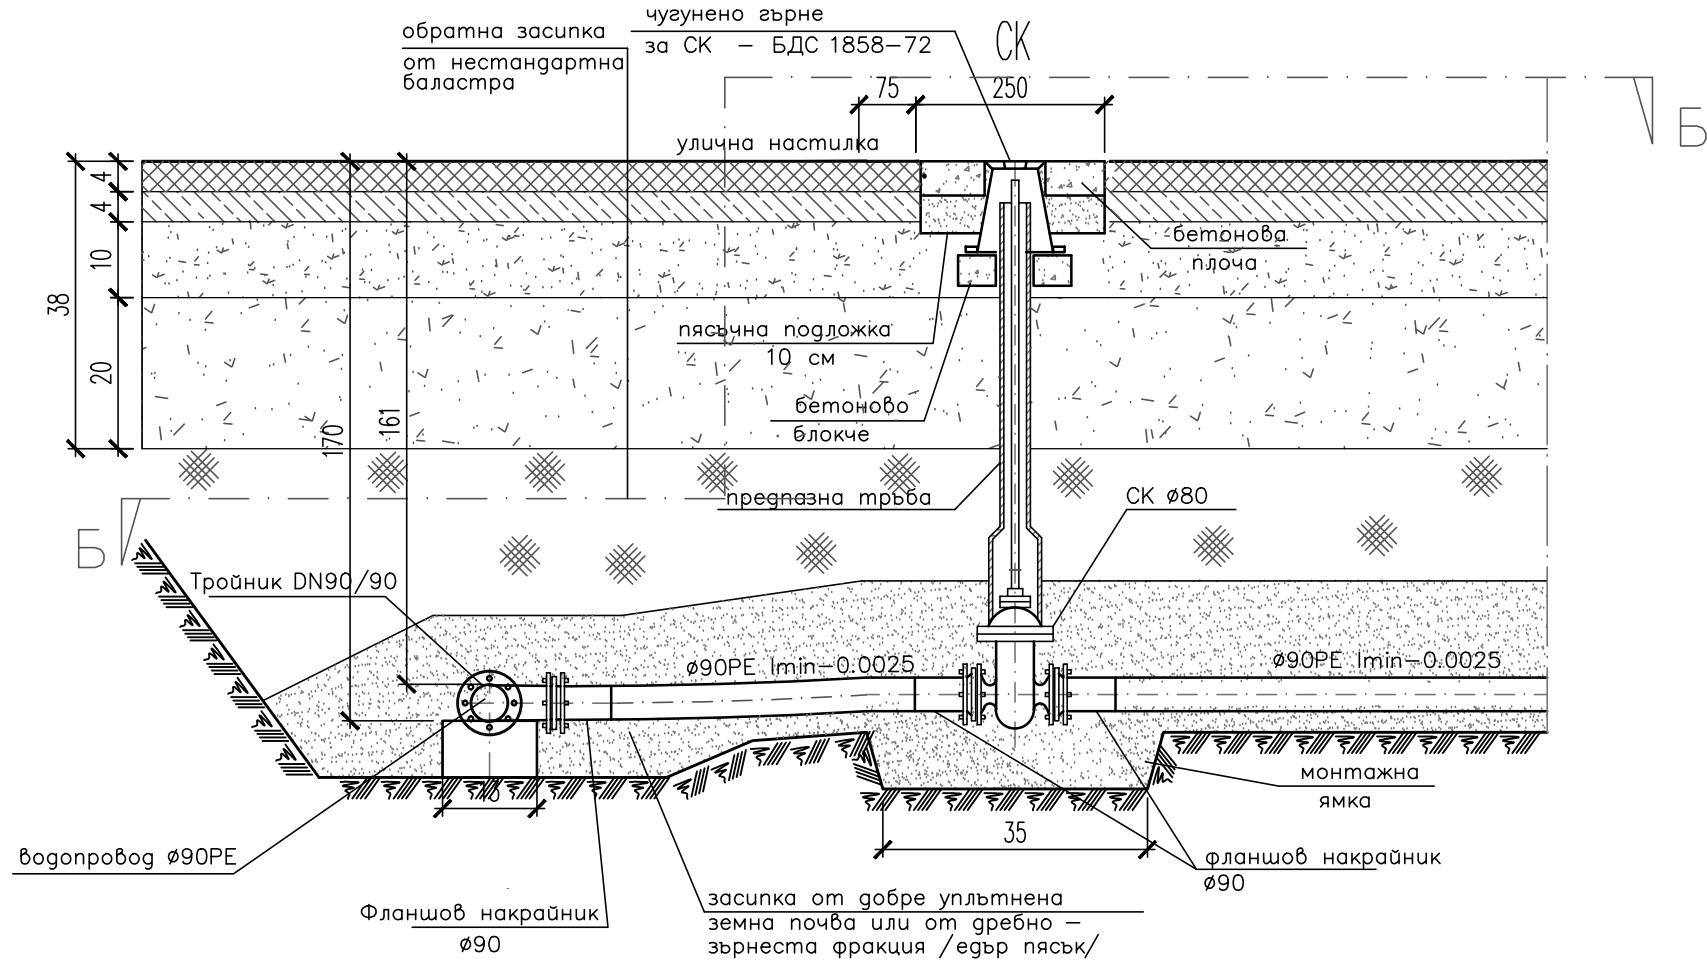 чугунено гърне
за СК – БДС 1858–72
обратна засипка
от нестандартна
баластра
СК
75
250
Б
улична настилка
4
4
10
38
20
бетонова
плоча
пясъчна подложка
10 см
бетоново
блокче
161
170
предпазна тръба
СК ø80
Б
Тройник DN90/90
ø90PE Imin–0.0025
ø90PE Imin–0.0025
монтажна
ямка
35
водопровод ø90PE
фланшов накрайник
ø90
Фланшов накрайник
ø90
засипка от добре уплътнена
земна почва или от дребно –
зърнеста фракция /едър пясък/